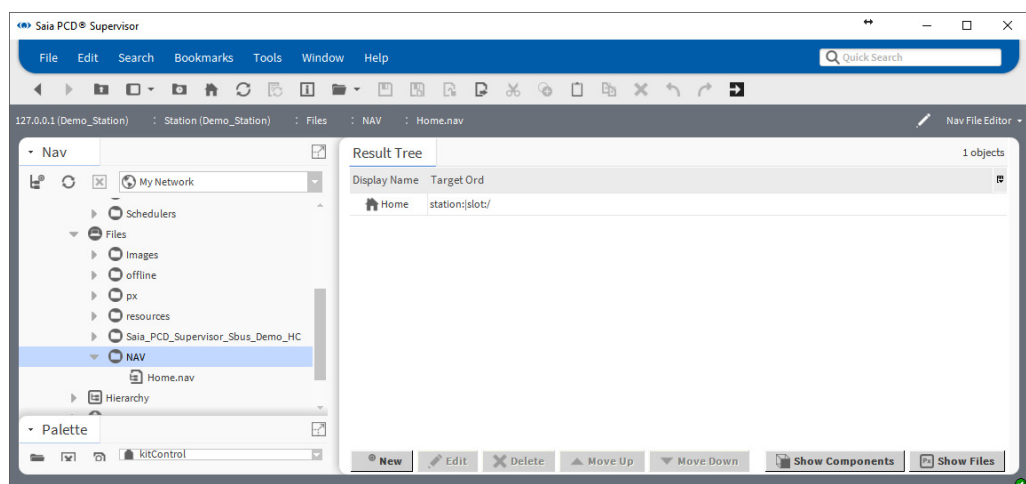 Saia PCD® Supervisor
File Edit Search Bookmarks Tools Window Help
Quick Search
127.0.0.1 (Demo_Station) : Station (Demo_Station) : Files : NAV : Home.nav
Nav File Editor
Nav
My Network
Schedulers
Files
Images
offline
px
resources
Saia_PCD_Supervisor_Sbus_Demo_HC
NAV
Home.nav
Hierarchy
Palette
kitControl
Result Tree
1 objects
Display Name Target Ord
Home station:|slot:/
New Edit Delete Move Up Move Down Show Components Px Show Files